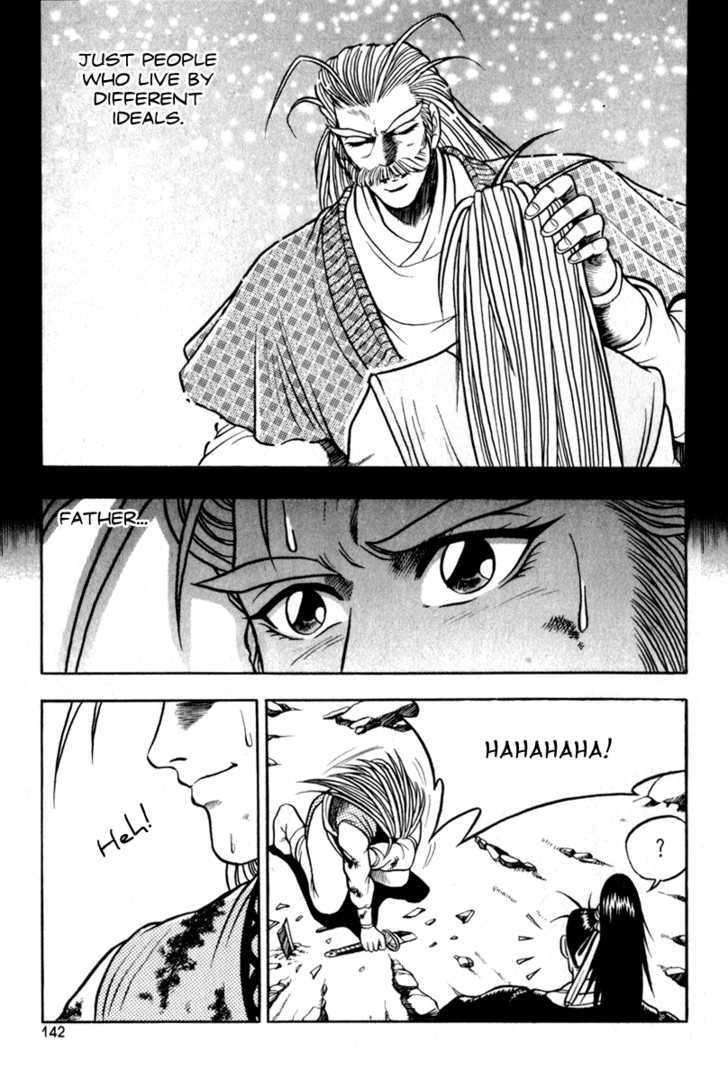 JUST PEOPLE
WHO LIVE BY
DIFFERENT
IDEALS.
FATHER...
Heh!
HAHAHAHA!
?
142